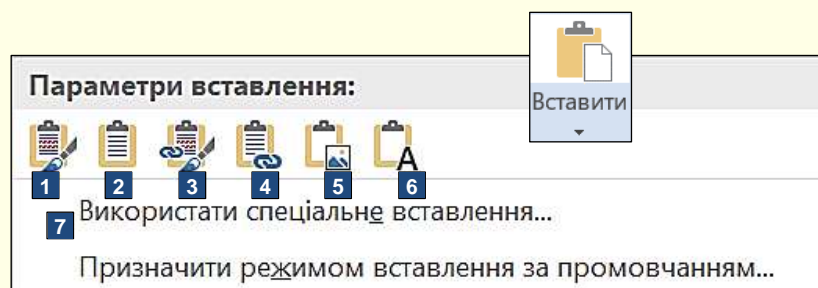 Вставити
Параметри вставлення:
A
1 2 3 4 5 6
7 Використати спеціальне вставлення...
Призначити режимом вставлення за промовчанням...